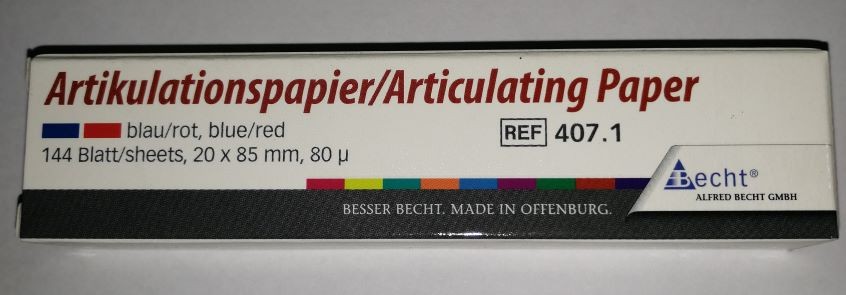 Artikulationspapier/Articulating Paper
blau/rot, blue/red
REF 407.1
144 Blatt/sheets, 20 x 85 mm, 80 µ
Becht®
ALFRED BECHT GMBH
BESSER BECHT. MADE IN OFFENBURG.